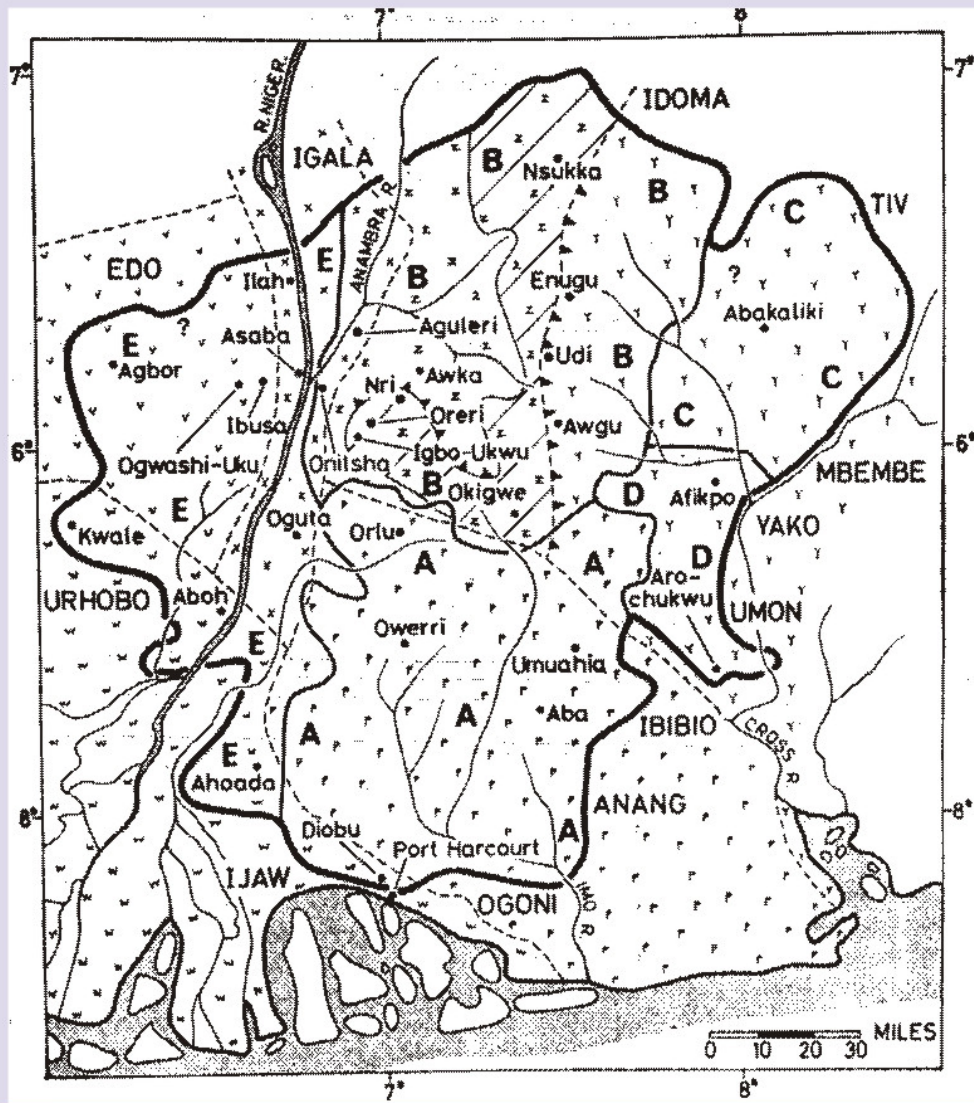 7° 8
7° 7°
R. NIGER R.
IDOMA
IGALA
B
Nsukka
B
C
TIV
ANAMBRA R.
EDO
E
Ilah
B
Enugu
?
Abakaliki
?
Asaba
Aguleri
E
Agbor
Udi
B
Nri
Awka
C
Ibusa
Oreri
C
6° 6°
Ogwashi-Uku
Onitsha
Igbo-Ukwu
Awgu
MBEMBE
B
Okigwe
D
Afikpo
E
Kwale
Oguta
Orlu
YAKO
A
A
Aro-
chukwu
D
URHOBO
Aboh
UMON
E
Owerri
Umuahia
A
A
Aba
IBIBIO
CROSS R.
E
Ahoada
ANANG
8° 8°
Diobu
A
Port Harcourt
IJAW
OGONI
IMO R.
MILES
0 10 20 30
7° 8°